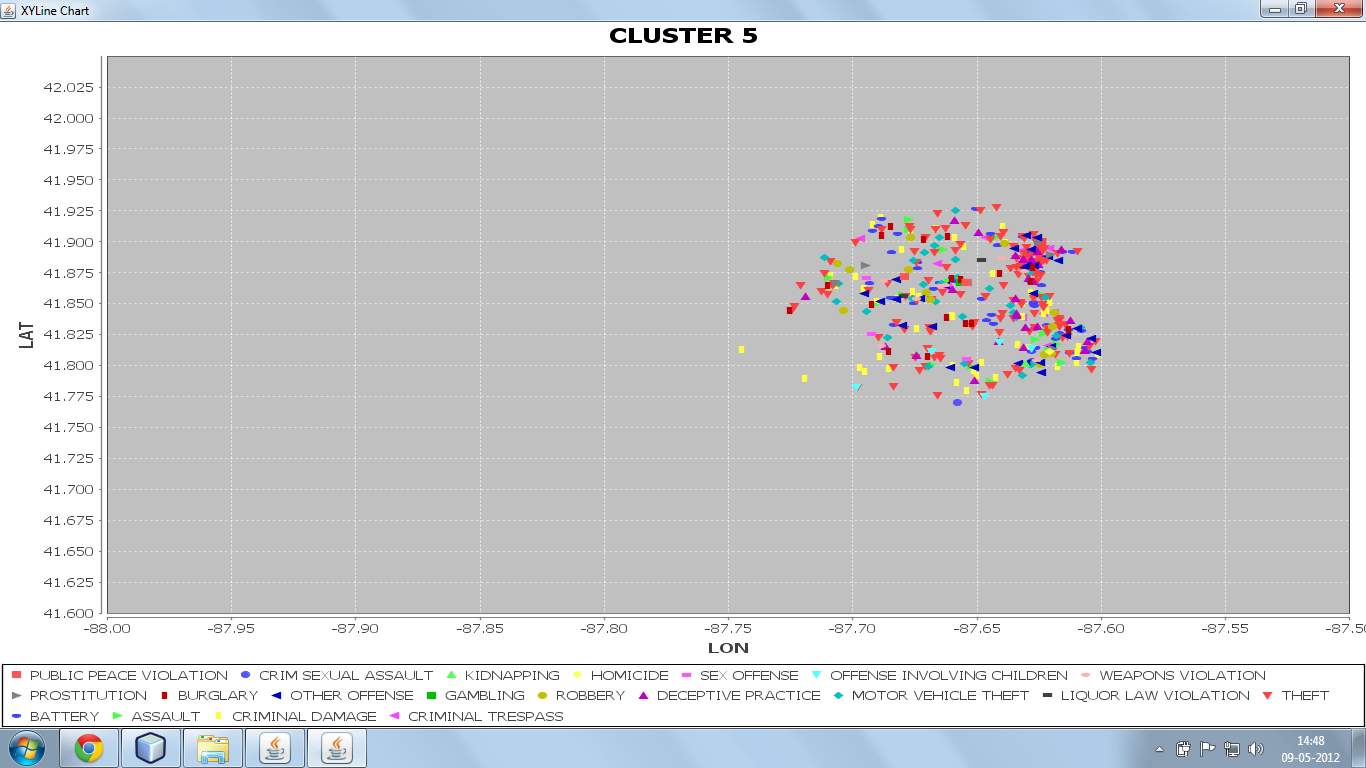 XYLine Chart
CLUSTER 5
42.025
42.000
41.975
41.950
41.925
41.900
41.875
41.850
41.825
41.800
41.775
41.750
41.725
41.700
41.675
41.650
41.625
41.600
LAT
-88.00 -87.95 -87.90 -87.85 -87.80 -87.75 -87.70 -87.65 -87.60 -87.55 -87.50
LON
PUBLIC PEACE VIOLATION CRIM SEXUAL ASSAULT KIDNAPPING HOMICIDE SEX OFFENSE OFFENSE INVOLVING CHILDREN WEAPONS VIOLATION
PROSTITUTION BURGLARY OTHER OFFENSE GAMBLING ROBBERY DECEPTIVE PRACTICE MOTOR VEHICLE THEFT LIQUOR LAW VIOLATION THEFT
BATTERY ASSAULT CRIMINAL DAMAGE CRIMINAL TRESPASS
14:48
09-05-2012